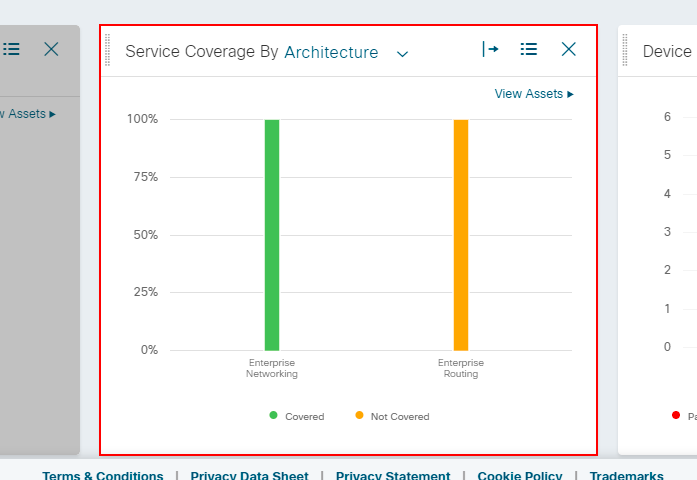 Service Coverage By Architecture
Device
Assets ▸
View Assets ▸
100%
75%
50%
25%
0%
Enterprise
Networking
Enterprise
Routing
Covered
Not Covered
6
5
4
3
2
1
0
Terms & Conditions | Privacy Data Sheet | Privacy Statement | Cookie Policy | Trademarks